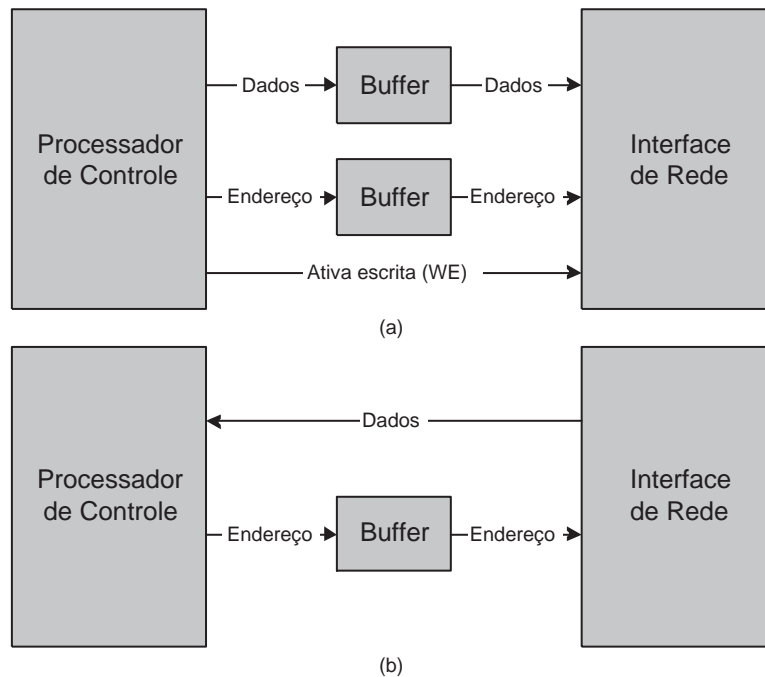 Dados Buffer Dados
Processador
de Controle
Interface
de Rede
Endereço Buffer Endereço
Ativa escrita (WE)
(a)
Dados
Processador
de Controle
Interface
de Rede
Endereço Buffer Endereço
(b)